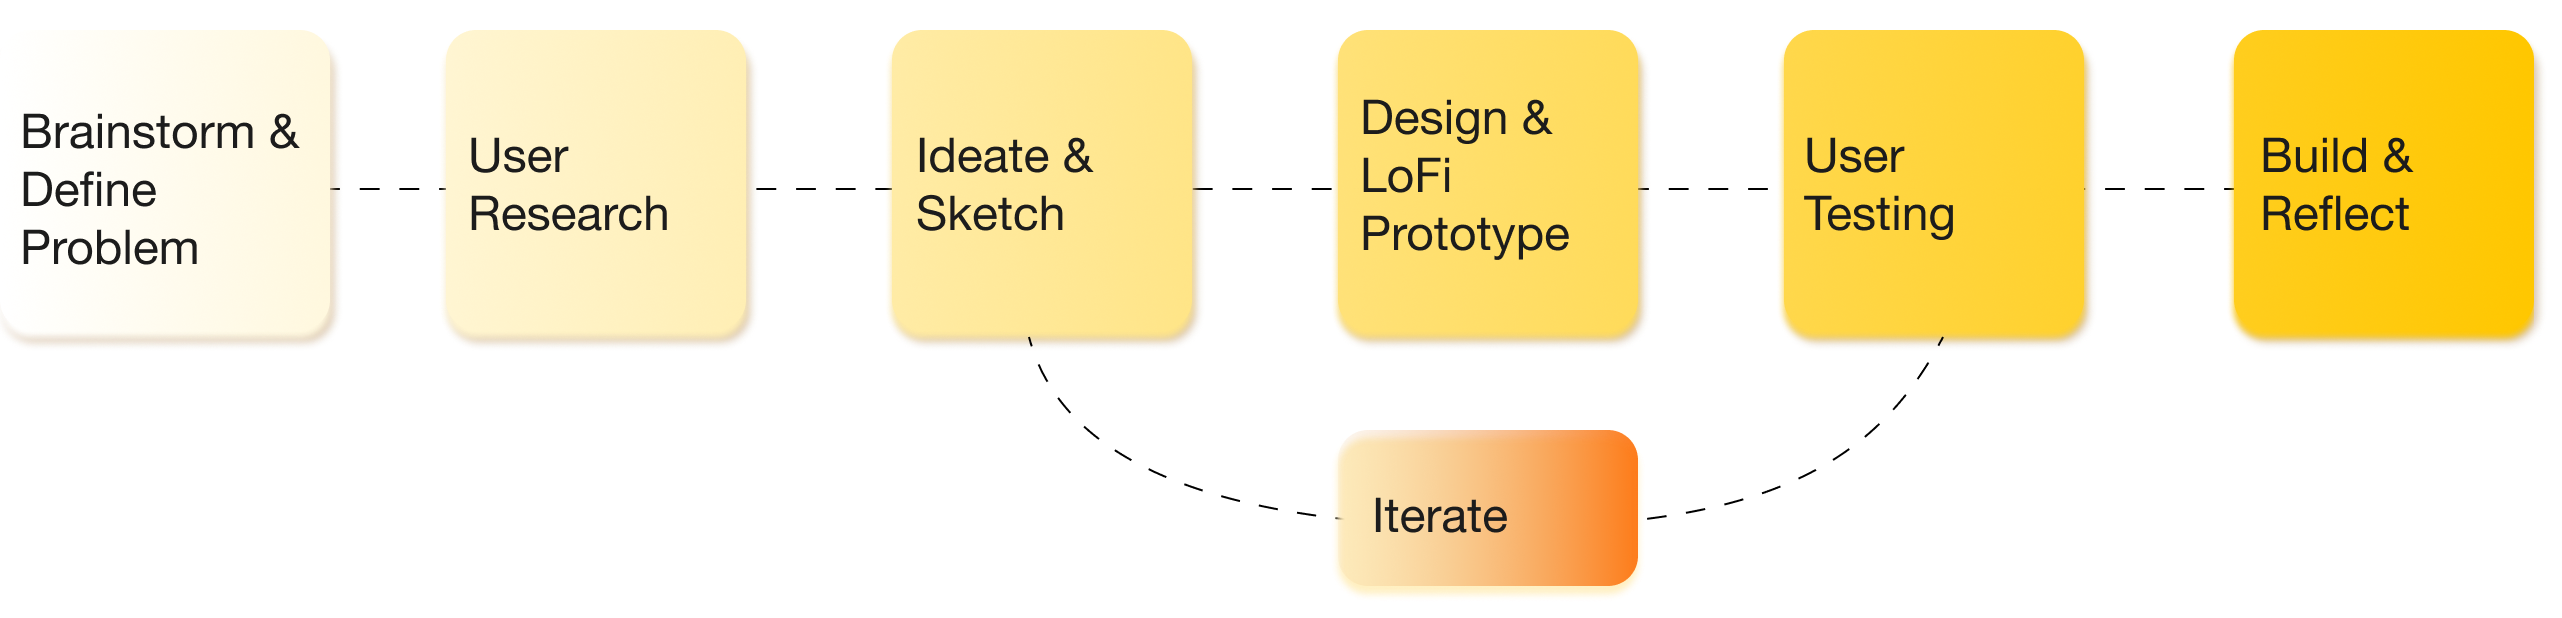 Brainstorm &
Define
Problem
User
Research
Ideate &
Sketch
Design &
LoFi
Prototype
User
Testing
Build &
Reflect
Iterate